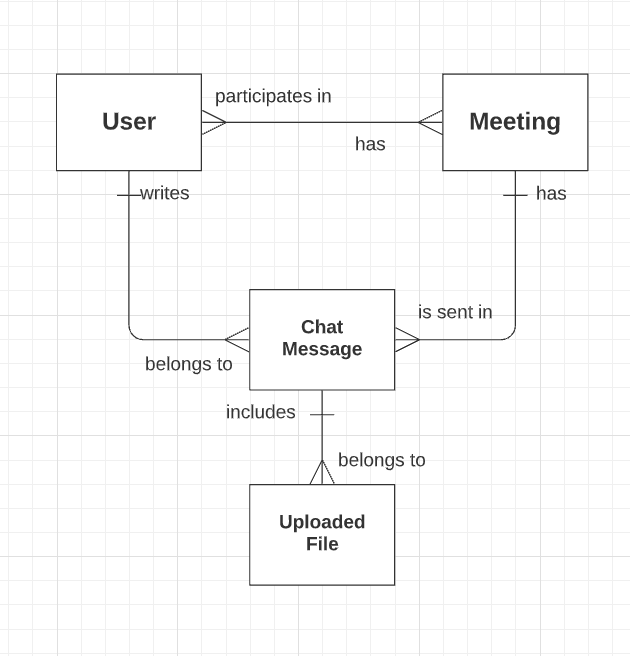 participates in
User
Meeting
has
writes
has
is sent in
Chat
Message
belongs to
includes
belongs to
Uploaded
File